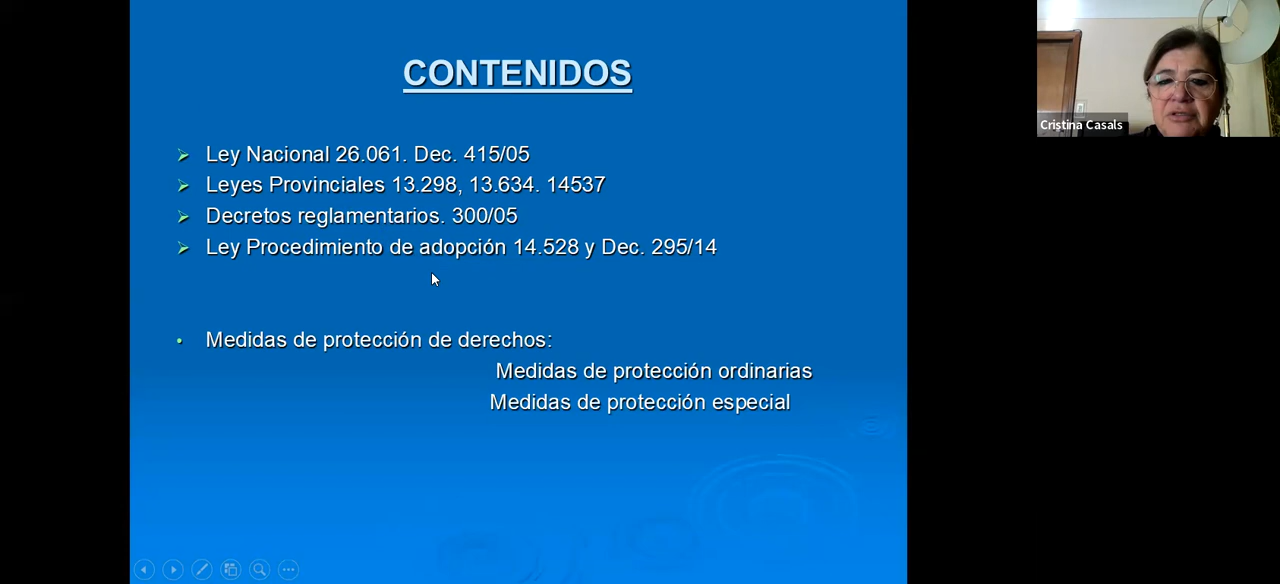 CONTENIDOS
Ley Nacional 26.061. Dec. 415/05
Leyes Provinciales 13.298, 13.634. 14537
Decretos reglamentarios. 300/05
Ley Procedimiento de adopción 14.528 y Dec. 295/14
Medidas de protección de derechos:
Medidas de protección ordinarias
Medidas de protección especial
Cristina Casals